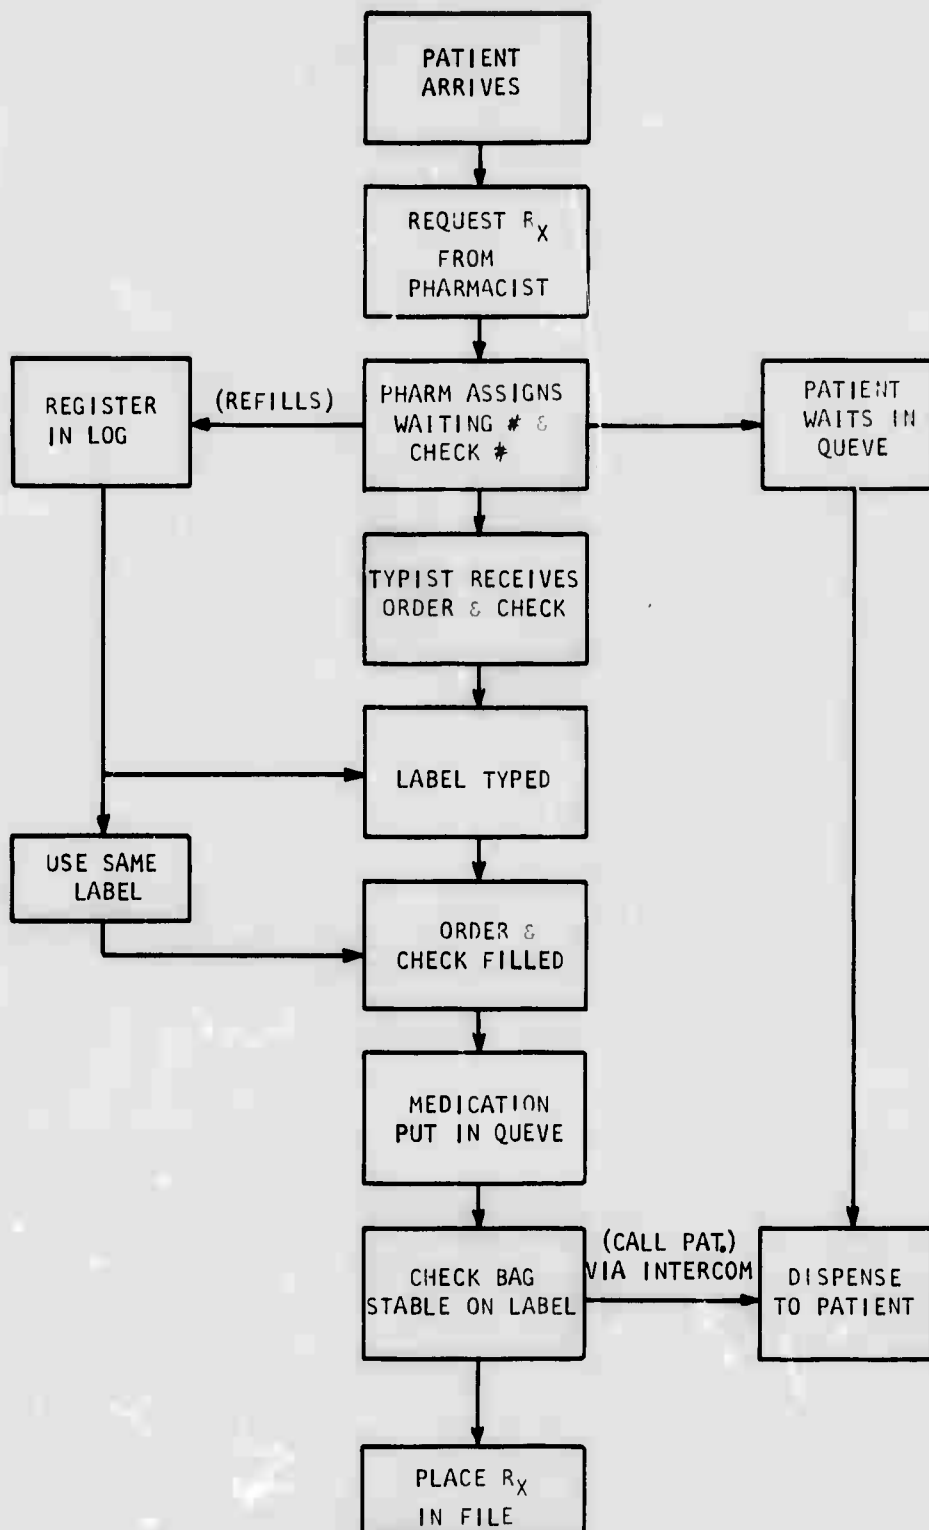 PATIENT
ARRIVES
REQUEST RX
FROM
PHARMACIST
REGISTER
IN LOG
(REFILLS)
PHARM ASSIGNS
WAITING # &
CHECK #
PATIENT
WAITS IN
QUEVE
TYPIST RECEIVES
ORDER & CHECK
LABEL TYPED
USE SAME
LABEL
ORDER &
CHECK FILLED
MEDICATION
PUT IN QUEVE
CHECK BAG
STABLE ON LABEL
(CALL PAT.)
VIA INTERCOM
DISPENSE
TO PATIENT
PLACE RX
IN FILE